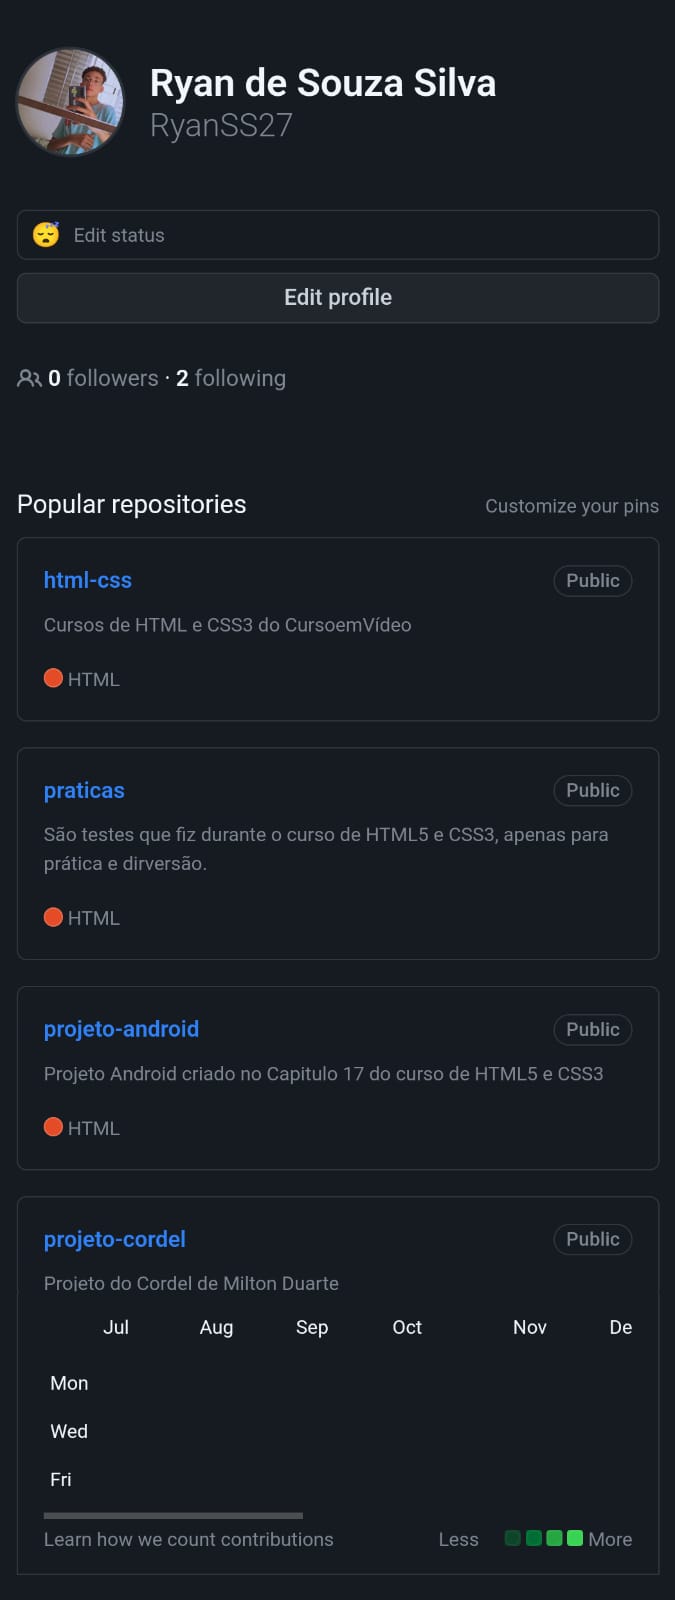 Ryan de Souza Silva
RyanSS27
Edit status
Edit profile
0 followers · 2 following
Popular repositories Customize your pins
html-css Public
Cursos de HTML e CSS3 do CursoemVídeo
HTML
praticas Public
São testes que fiz durante o curso de HTML5 e CSS3, apenas para
prática e dirversão.
HTML
projeto-android Public
Projeto Android criado no Capitulo 17 do curso de HTML5 e CSS3
HTML
projeto-cordel Public
Projeto do Cordel de Milton Duarte
Jul Aug Sep Oct Nov De
Mon
Wed
Fri
Learn how we count contributions Less More